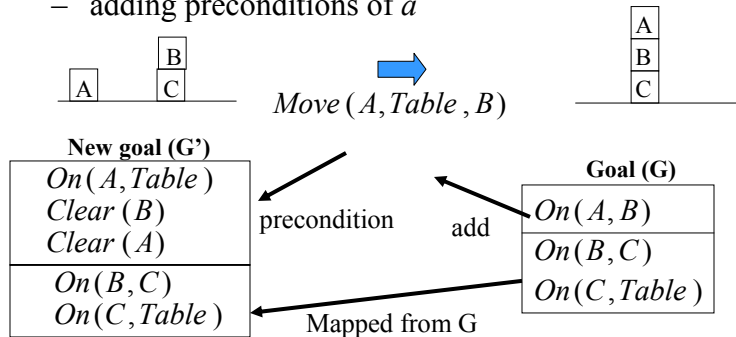 – adding preconditions of a
A
B
C
Move (A,Table ,B)
A
B
C
New goal (G’)
On(A,Table)
Clear (B)
Clear (A)
On(B,C)
On(C,Table )
precondition
add
Mapped from G
Goal (G)
On(A,B)
On(B,C)
On(C,Table )